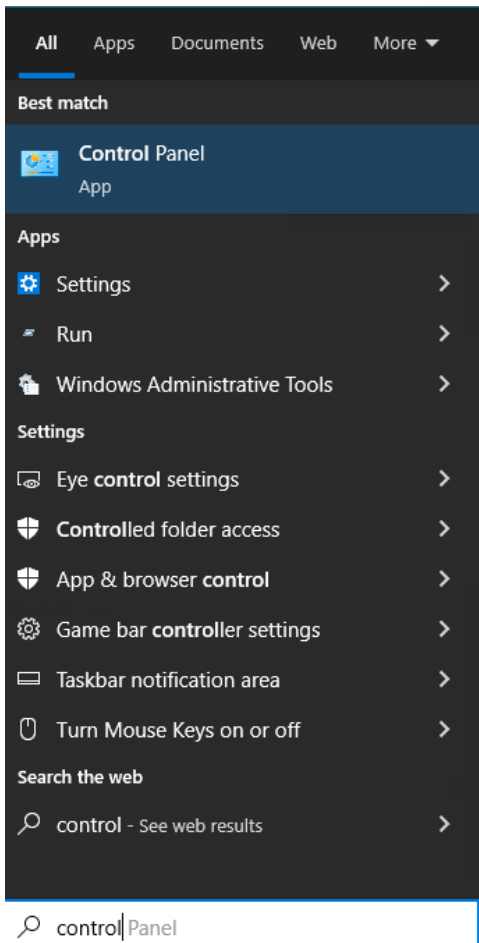 All Apps Documents Web More
Best match
Control Panel
App
Apps
Settings
Run
Windows Administrative Tools
Settings
Eye control settings
Controlled folder access
App & browser control
Game bar controller settings
Taskbar notification area
Turn Mouse Keys on or off
Search the web
control - See web results
control Panel